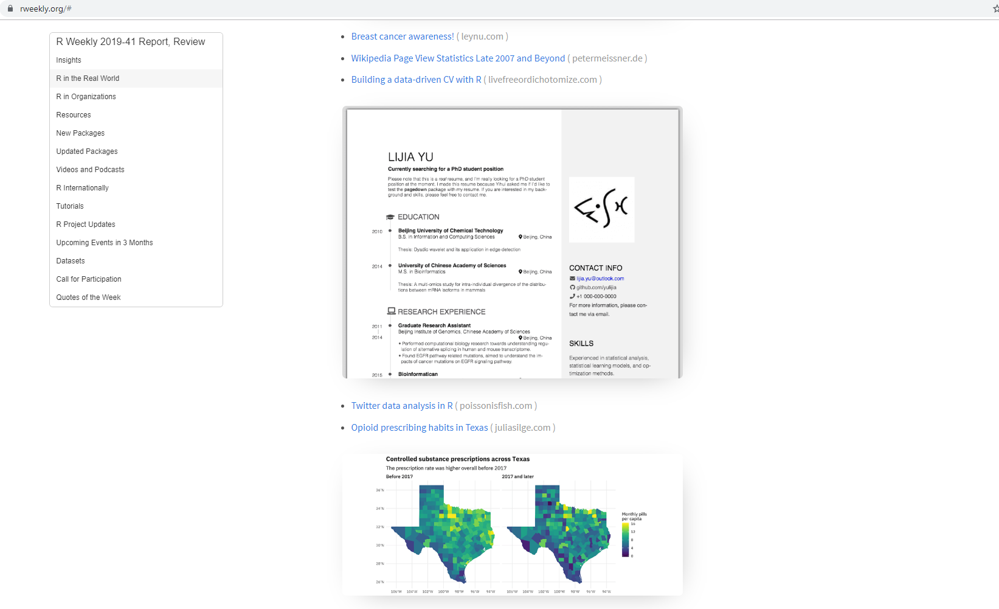 rweekly.org/#
R Weekly 2019-41 Report, Review
Insights
R in the Real World
R in Organizations
Resources
New Packages
Updated Packages
Videos and Podcasts
R Internationally
Tutorials
R Project Updates
Upcoming Events in 3 Months
Datasets
Call for Participation
Quotes of the Week
Breast cancer awareness! ( leynu.com )
Wikipedia Page View Statistics Late 2007 and Beyond ( petermeissner.de )
Building a data-driven CV with R ( livefreeordichotomize.com )
LIJIA YU
Currently searching for a PhD student position
Please note that this is a real resume, and I'm really looking for a PhD student
position at the moment. I made this resume because Yihui asked me if I'd like to
test the pagedown package with my resume. If you are interested in my back-
ground and skills, please feel free to contact me.
EDUCATION
2010
Beijing University of Chemical Technology
B.S. in Information and Computing Sciences
Beijing, China
Thesis: Dyadic wavelet and its application in edge detection
2014
University of Chinese Academy of Sciences
M.S. in Bioinformatics
Beijing, China
Thesis: A multi-omics study for intra-individual divergence of the distribu-
tions between mRNA isoforms in mammals
RESEARCH EXPERIENCE
2011
2014
Graduate Research Assistant
Beijing Institute of Genomics, Chinese Academy of Sciences
Beijing, China
• Performed computational biology research towards understanding regu-
lation of alternative splicing in human and mouse transcriptome.
• Found EGFR pathway related mutations, aimed to understand the im-
pacts of cancer mutations on EGFR signaling pathway.
2015
Bioinformatican
CONTACT INFO
lijia.yu@outlook.com
github.com/yulijia
+1 000-000-0000
For more information, please con-
tact me via email.
SKILLS
Experienced in statistical analysis,
statistical learning models, and op-
timization methods.
Twitter data analysis in R ( poissonisfish.com )
Opioid prescribing habits in Texas ( juliasilge.com )
Controlled substance prescriptions across Texas
The prescription rate was higher overall before 2017
Before 2017
2017 and later
36°N
34°N
32°N
30°N
28°N
26°N
106°W 104°W 102°W 100°W 98°W 96°W 94°W
106°W 104°W 102°W 100°W 98°W 96°W 94°W
Monthly pills
per capita
16
12
8
4
0